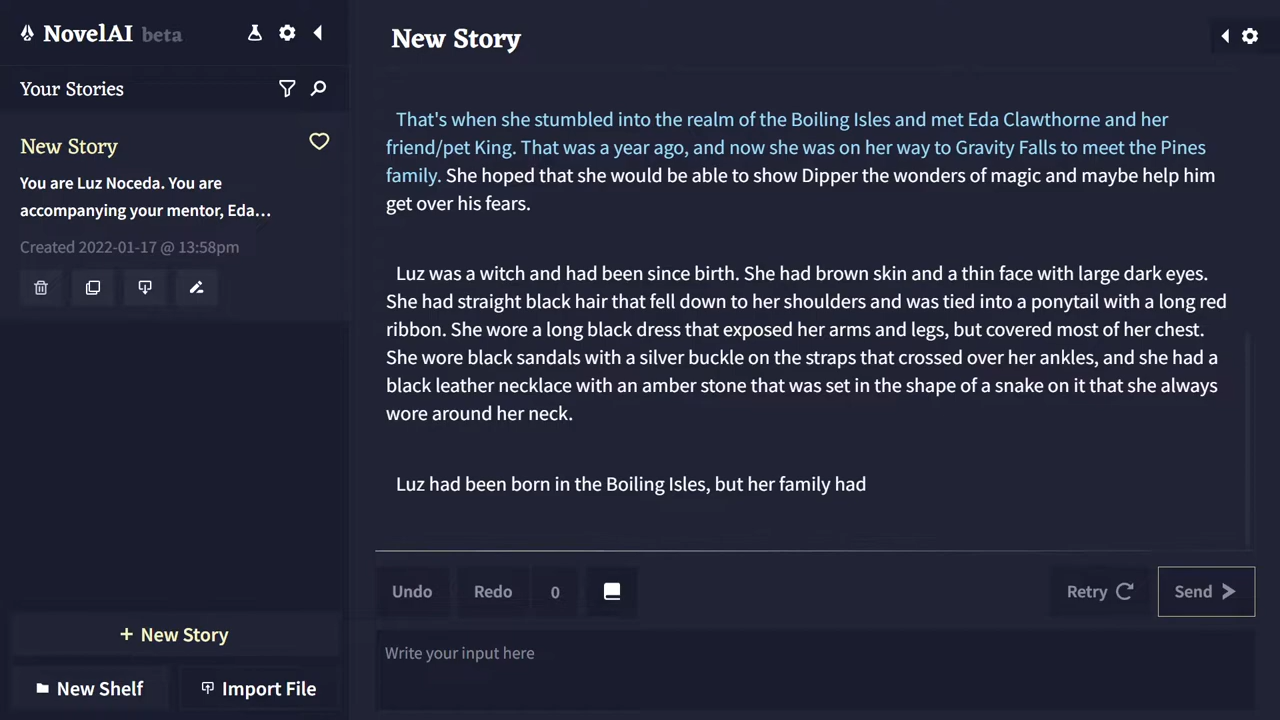 NovelAI beta
Your Stories
New Story
You are Luz Noceda. You are
accompanying your mentor, Eda…
Created 2022-01-17 @ 13:58pm
+ New Story
New Shelf
Import File
New Story
That's when she stumbled into the realm of the Boiling Isles and met Eda Clawthorne and her
friend/pet King. That was a year ago, and now she was on her way to Gravity Falls to meet the Pines
family. She hoped that she would be able to show Dipper the wonders of magic and maybe help him
get over his fears.
Luz was a witch and had been since birth. She had brown skin and a thin face with large dark eyes.
She had straight black hair that fell down to her shoulders and was tied into a ponytail with a long red
ribbon. She wore a long black dress that exposed her arms and legs, but covered most of her chest.
She wore black sandals with a silver buckle on the straps that crossed over her ankles, and she had a
black leather necklace with an amber stone that was set in the shape of a snake on it that she always
wore around her neck.
Luz had been born in the Boiling Isles, but her family had
Undo Redo 0 Retry Send
Write your input here